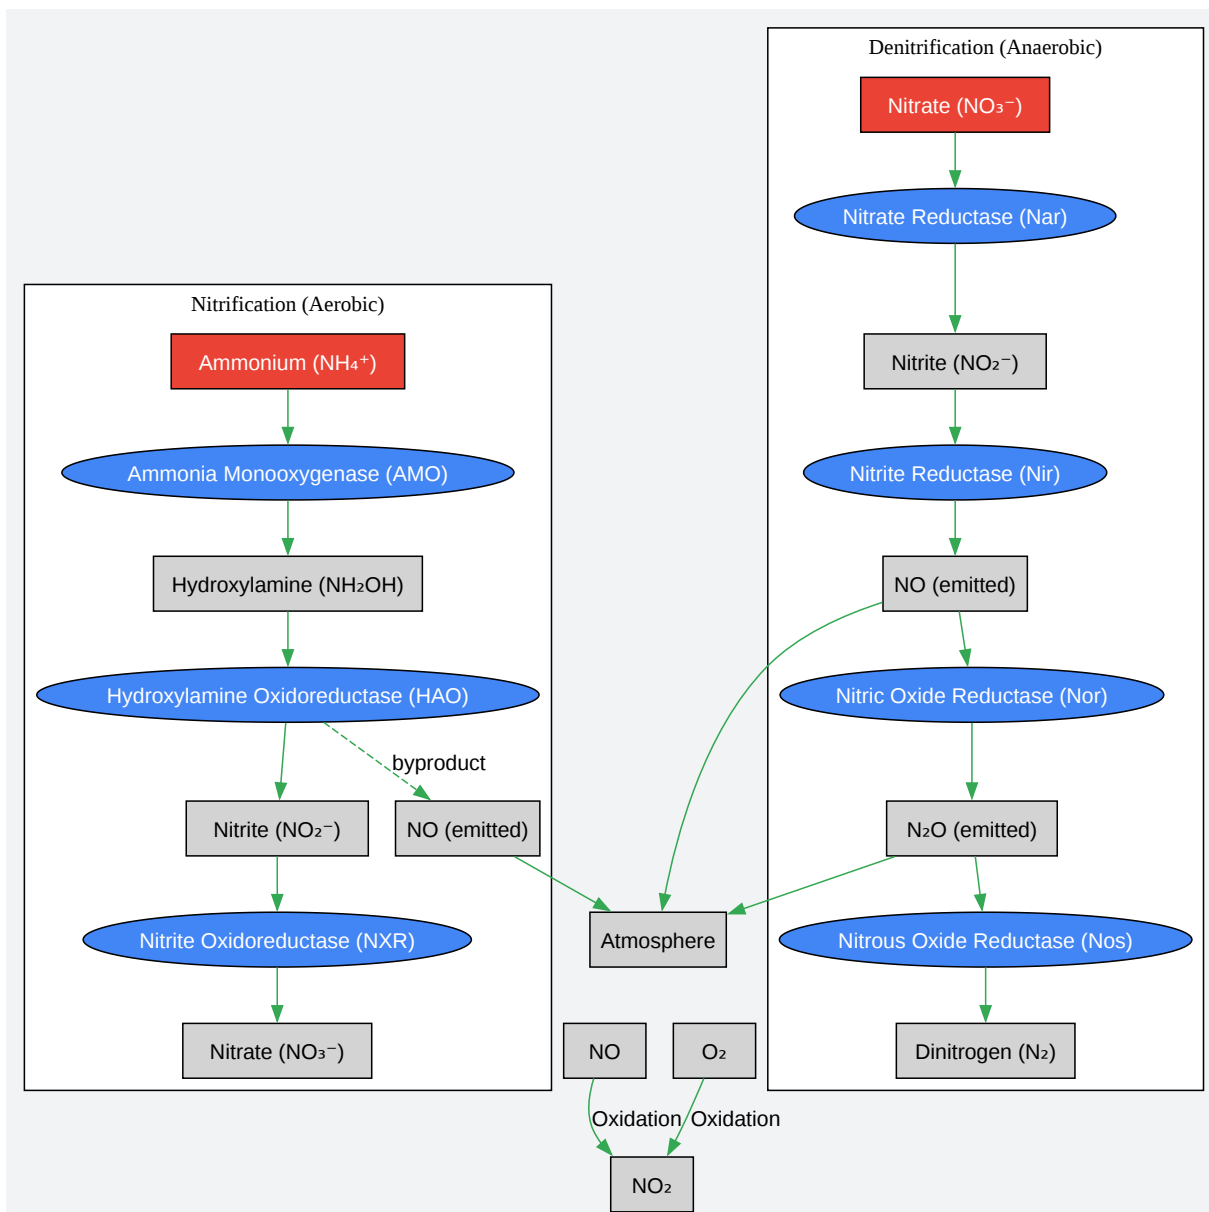 Denitrification (Anaerobic)
Nitrate (NO₃⁻)
Nitrate Reductase (Nar)
Nitrite (NO₂⁻)
Nitrite Reductase (Nir)
NO (emitted)
Nitric Oxide Reductase (Nor)
N₂O (emitted)
Nitrous Oxide Reductase (Nos)
Dinitrogen (N₂)
Nitrification (Aerobic)
Ammonium (NH₄⁺)
Ammonia Monooxygenase (AMO)
Hydroxylamine (NH₂OH)
Hydroxylamine Oxidoreductase (HAO)
byproduct
Nitrite (NO₂⁻)
NO (emitted)
Nitrite Oxidoreductase (NXR)
Nitrate (NO₃⁻)
Atmosphere
NO
O₂
Oxidation
Oxidation
NO₂